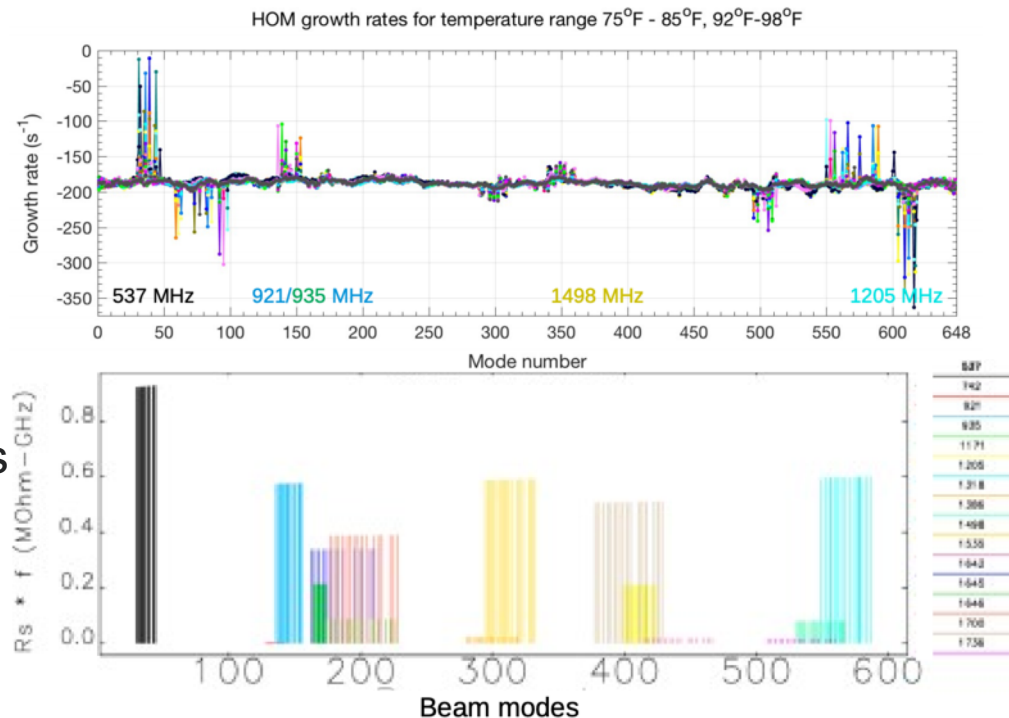 HOM growth rates for temperature range 75°F - 85°F, 92°F-98°F
Growth rate (s⁻¹)
0
-50
-100
-150
-200
-250
-300
-350
537 MHz
921/935 MHz
1498 MHz
1205 MHz
0 50 100 150 200 250 300 350 400 450 500 550 600 648
Mode number
s
Rs * f (MOhm-GHz)
0.8
0.6
0.4
0.2
0.0
100 200 300 400 500 600
Beam modes
537
742
921
935
1171
1205
1218
1498
1535
1642
1645
1646
1700
1736